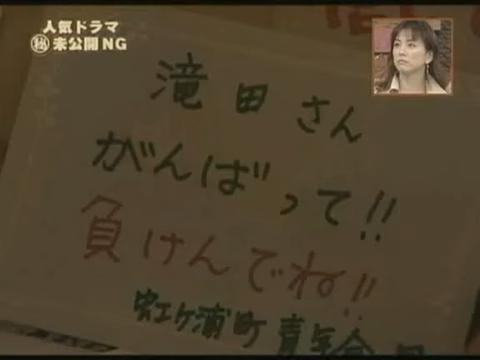 人気ドラマ
㊙未公開NG
滝田さん
がんばって!!
負けんでね!!
虹ヶ浦町 青年会